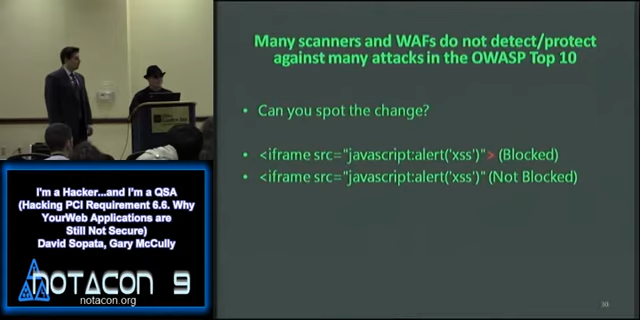 Many scanners and WAFs do not detect/protect
against many attacks in the OWASP Top 10
• Can you spot the change?
• <iframe src="javascript:alert('xss')"> (Blocked)
• <iframe src="javascript:alert('xss')" (Not Blocked)
I'm a Hacker...and I'm a QSA
(Hacking PCI Requirement 6.6. Why
YourWeb Applications are
Still Not Secure)
David Sopata, Gary McCully
NOTACON 9
notacon.org
30